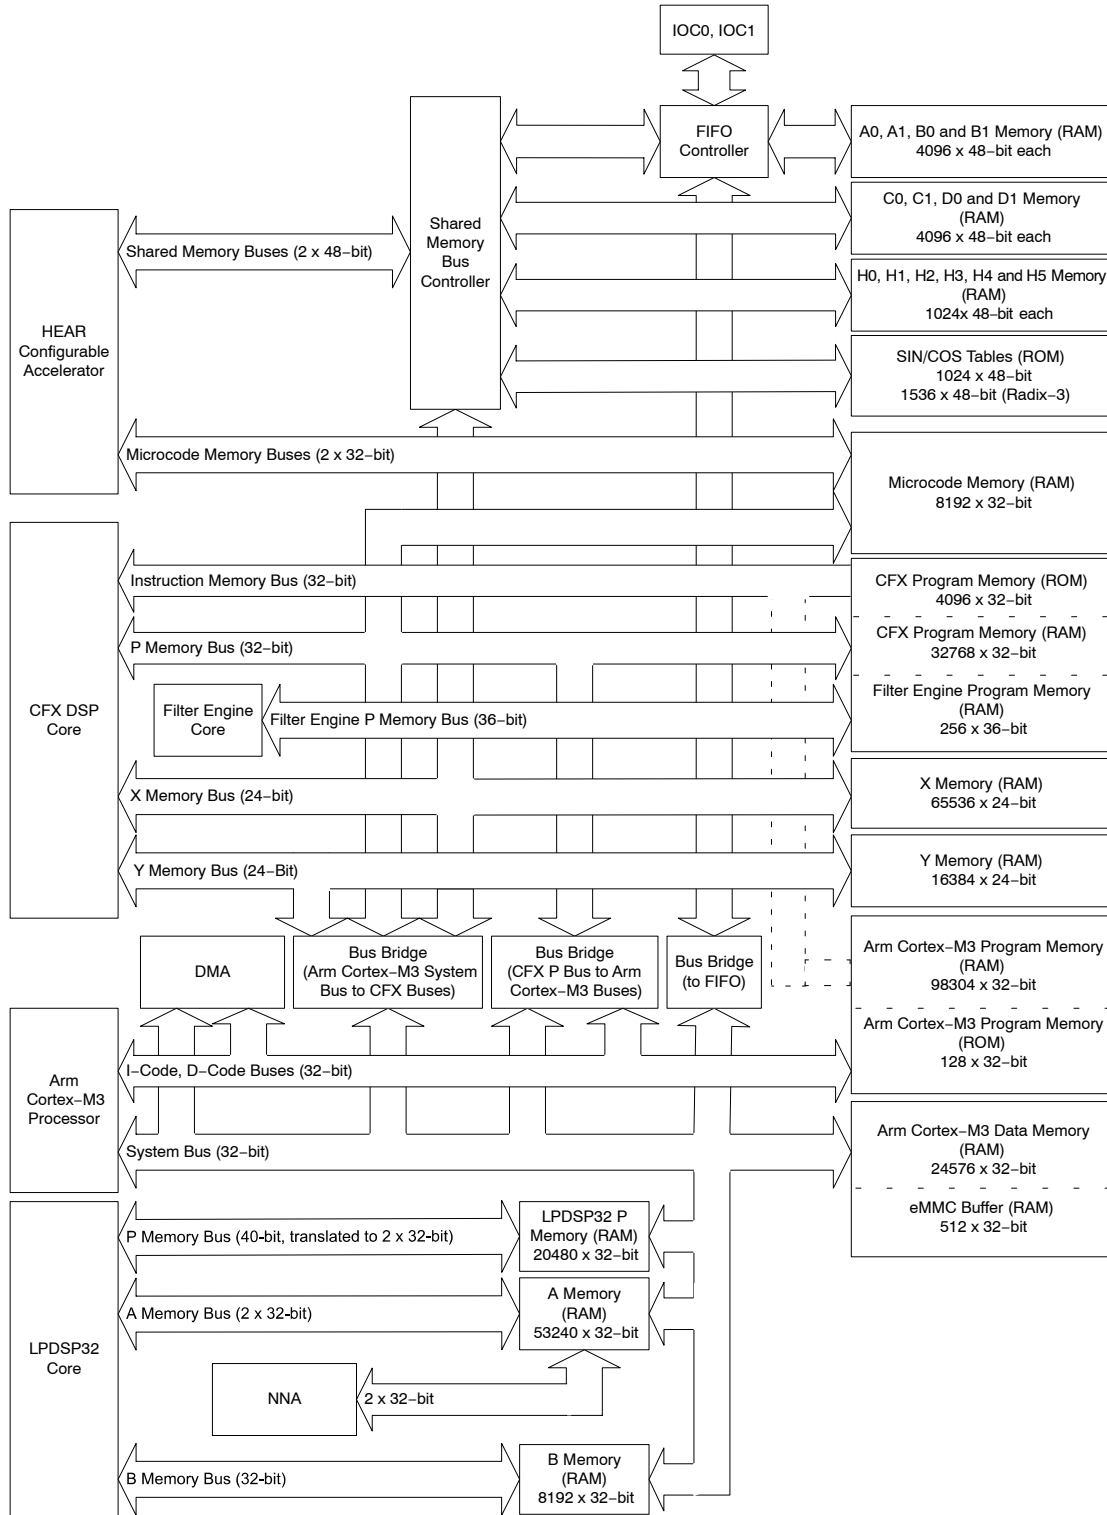 IOC0, IOC1
FIFO
Controller
A0, A1, B0 and B1 Memory (RAM)
4096 x 48−bit each
C0, C1, D0 and D1 Memory
(RAM)
4096 x 48−bit each
Shared
Memory
Bus
Controller
Shared Memory Buses (2 x 48−bit)
H0, H1, H2, H3, H4 and H5 Memory
(RAM)
1024x 48−bit each
HEAR
Configurable
Accelerator
SIN/COS Tables (ROM)
1024 x 48−bit
1536 x 48−bit (Radix−3)
Microcode Memory Buses (2 x 32−bit)
Microcode Memory (RAM)
8192 x 32−bit
Instruction Memory Bus (32−bit)
CFX Program Memory (ROM)
4096 x 32−bit
P Memory Bus (32−bit)
CFX Program Memory (RAM)
32768 x 32−bit
CFX DSP
Core
Filter Engine
Core
Filter Engine P Memory Bus (36−bit)
Filter Engine Program Memory
(RAM)
256 x 36−bit
X Memory Bus (24−bit)
X Memory (RAM)
65536 x 24−bit
Y Memory Bus (24−Bit)
Y Memory (RAM)
16384 x 24−bit
DMA
Bus Bridge
(Arm Cortex−M3 System
Bus to CFX Buses)
Bus Bridge
(CFX P Bus to Arm
Cortex−M3 Buses)
Bus Bridge
(to FIFO)
Arm Cortex−M3 Program Memory
(RAM)
98304 x 32−bit
Arm Cortex−M3 Program Memory
(ROM)
128 x 32−bit
Arm
Cortex−M3
Processor
I−Code, D−Code Buses (32−bit)
System Bus (32−bit)
Arm Cortex−M3 Data Memory
(RAM)
24576 x 32−bit
eMMC Buffer (RAM)
512 x 32−bit
P Memory Bus (40-bit, translated to 2 x 32-bit)
LPDSP32 P
Memory (RAM)
20480 x 32−bit
A Memory Bus (2 x 32-bit)
A Memory
(RAM)
53240 x 32−bit
LPDSP32
Core
NNA
2 x 32−bit
B Memory Bus (32-bit)
B Memory
(RAM)
8192 x 32−bit